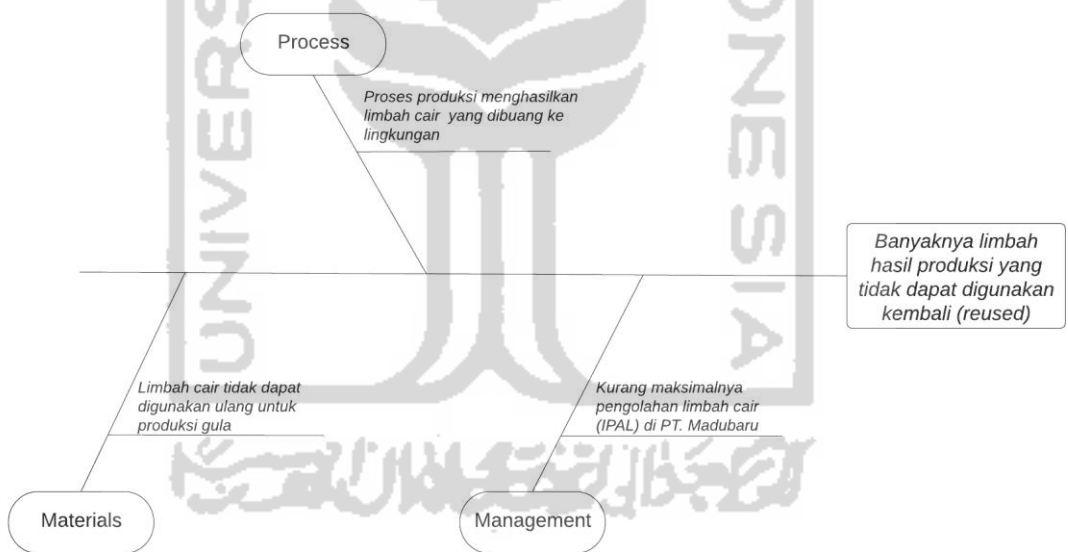 Process
Proses produksi menghasilkan
limbah cair yang dibuang ke
lingkungan
Banyaknya limbah
hasil produksi yang
tidak dapat digunakan
kembali (reused)
Limbah cair tidak dapat
digunakan ulang untuk
produksi gula
Kurang maksimalnya
pengolahan limbah cair
(IPAL) di PT. Madubaru
Materials
Management